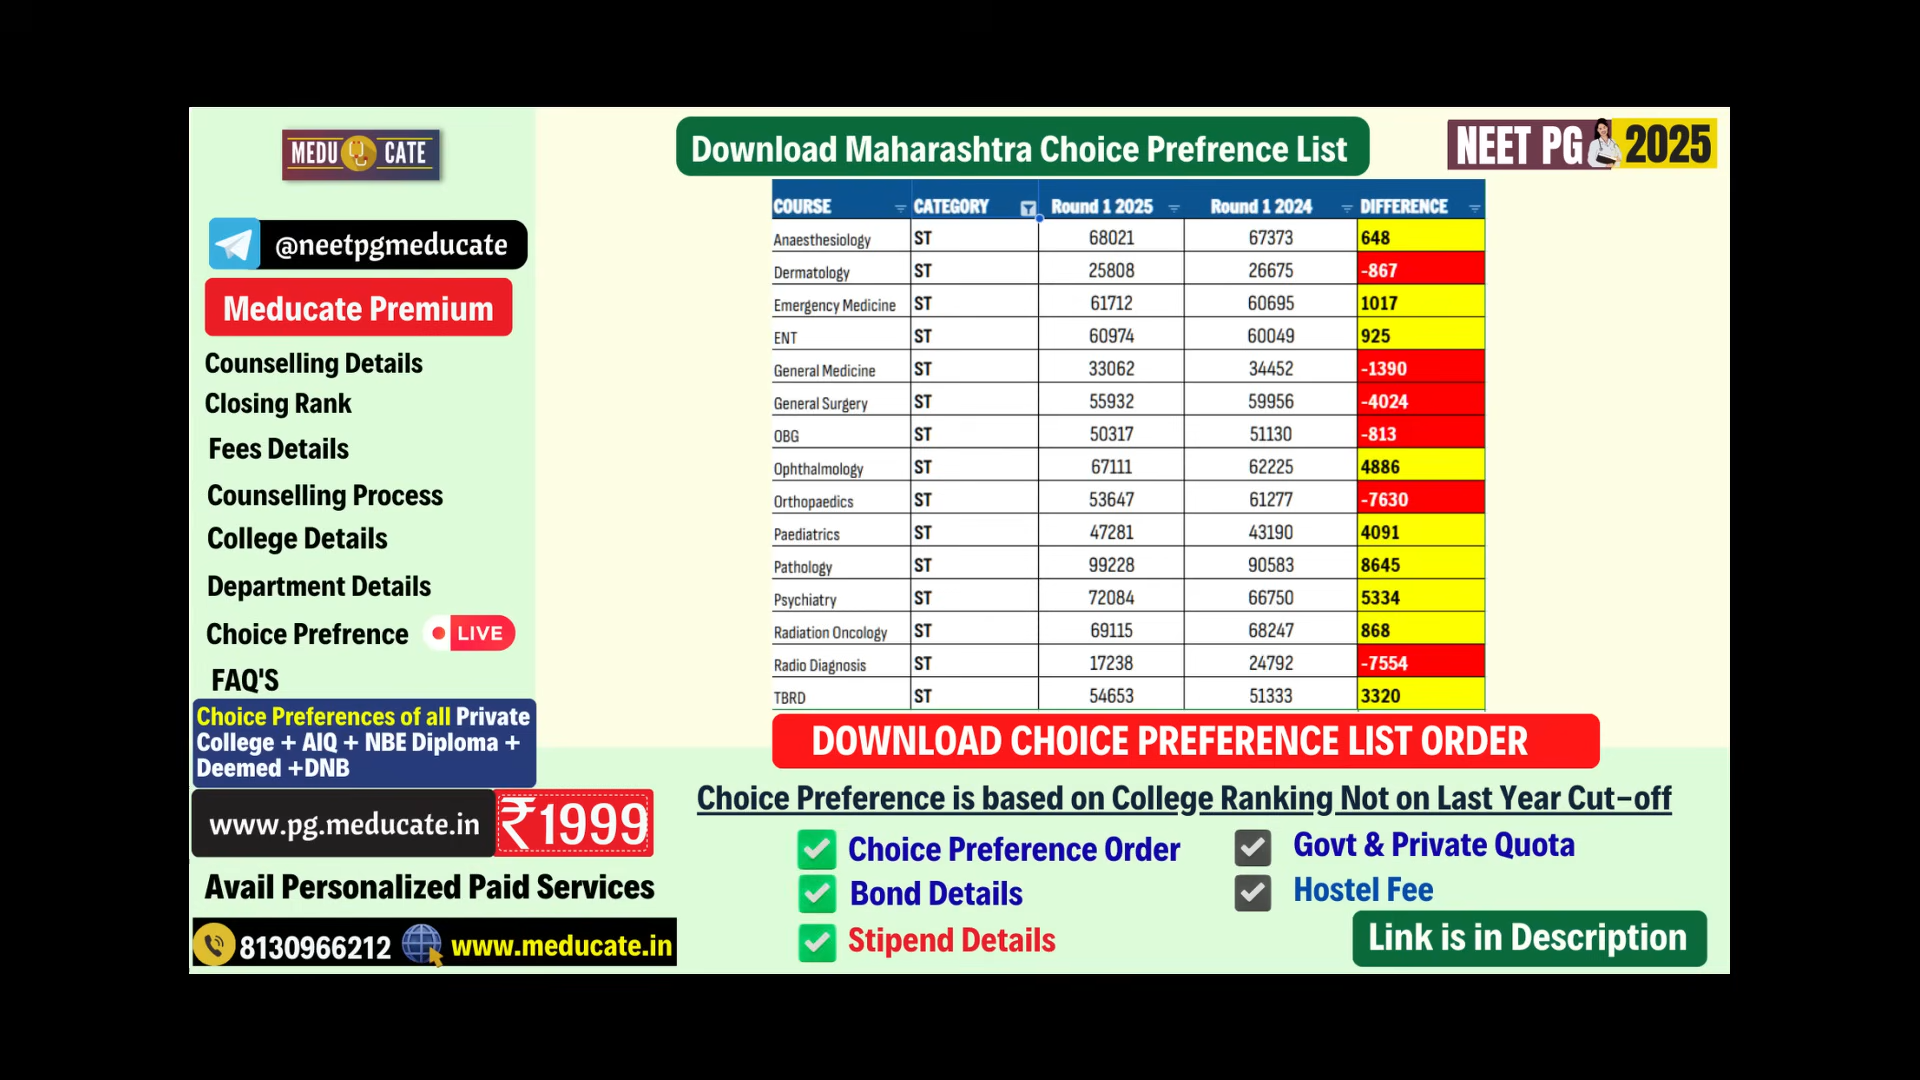 MEDU CATE
@neetpgmeducate
Meducate Premium
Counselling Details
Closing Rank
Fees Details
Counselling Process
College Details
Department Details
Choice Prefrence LIVE
FAQ'S
Choice Preferences of all Private
College + AIQ + NBE Diploma +
Deemed +DNB
www.pg.meducate.in ₹1999
Avail Personalized Paid Services
8130966212 www.meducate.in
Download Maharashtra Choice Prefrence List
NEET PG 2025
COURSE CATEGORY Round 1 2025 Round 1 2024 DIFFERENCE
Anaesthesiology ST 68021 67373 648
Dermatology ST 25808 26675 -867
Emergency Medicine ST 61712 60695 1017
ENT ST 60974 60049 925
General Medicine ST 33062 34452 -1390
General Surgery ST 55932 59956 -4024
OBG ST 50317 51130 -813
Ophthalmology ST 67111 62225 4886
Orthopaedics ST 53647 61277 -7630
Paediatrics ST 47281 43190 4091
Pathology ST 99228 90583 8645
Psychiatry ST 72084 66750 5334
Radiation Oncology ST 69115 68247 868
Radio Diagnosis ST 17238 24792 -7554
TBRD ST 54653 51333 3320
DOWNLOAD CHOICE PREFERENCE LIST ORDER
Choice Preference is based on College Ranking Not on Last Year Cut-off
Choice Preference Order
Govt & Private Quota
Bond Details
Hostel Fee
Stipend Details
Link is in Description